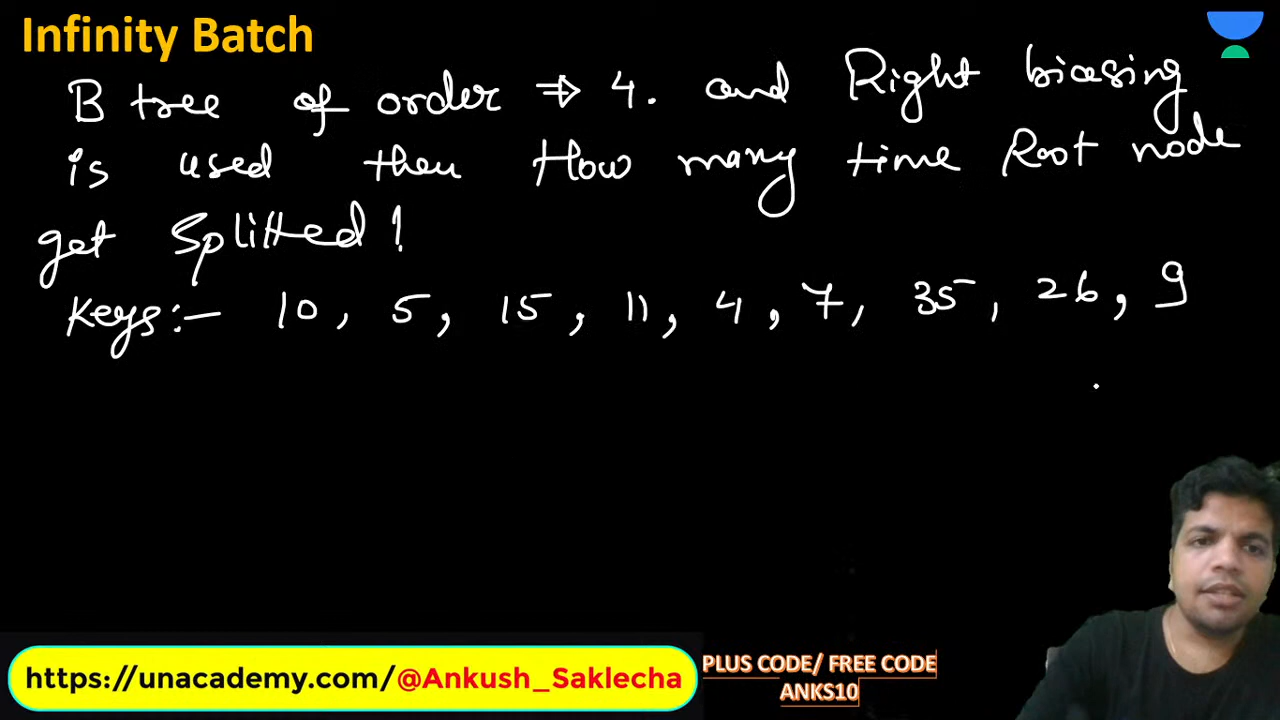 Infinity Batch
B tree of order ⇒ 4. and Right biasing
is used then How many time Root node
get Splitted !
Keys:- 10, 5, 15, 11, 4, 7, 35, 26, 9
https://unacademy.com/@Ankush_Saklecha
PLUS CODE/ FREE CODE
ANKS10